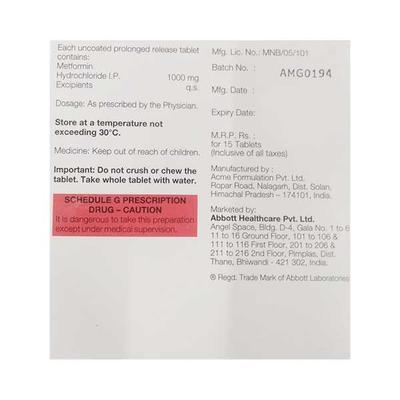 Each uncoated prolonged release tablet
contains:
Metformin
Hydrochloride I.P. 1000 mg
Excipients q.s.
Dosage: As prescribed by the Physician.
Store at a temperature not
exceeding 30°C.
Medicine: Keep out of reach of children.
Important: Do not crush or chew the
tablet. Take whole tablet with water.
SCHEDULE G PRESCRIPTION
DRUG – CAUTION
It is dangerous to take this preparation
except under medical supervision.
Mfg. Lic. No.: MNB/05/101
Batch No. : AMG0194
Mfg. Date :
Expiry Date:
M.R.P. Rs. :
for 15 Tablets
(Inclusive of all taxes)
Manufactured by :
Acme Formulation Pvt. Ltd.
Ropar Road, Nalagarh, Dist. Solan,
Himachal Pradesh – 174101, India.
Marketed by:
Abbott Healthcare Pvt. Ltd.
Angel Space, Bldg. D-4, Gala No. 1 to 6
11 to 16 Ground Floor, 101 to 106 &
111 to 116 First Floor, 201 to 206 &
211 to 216 2nd Floor, Pimplas, Dist.
Thane, Bhiwandi - 421 302, India.
® Regd. Trade Mark of Abbott Laboratories